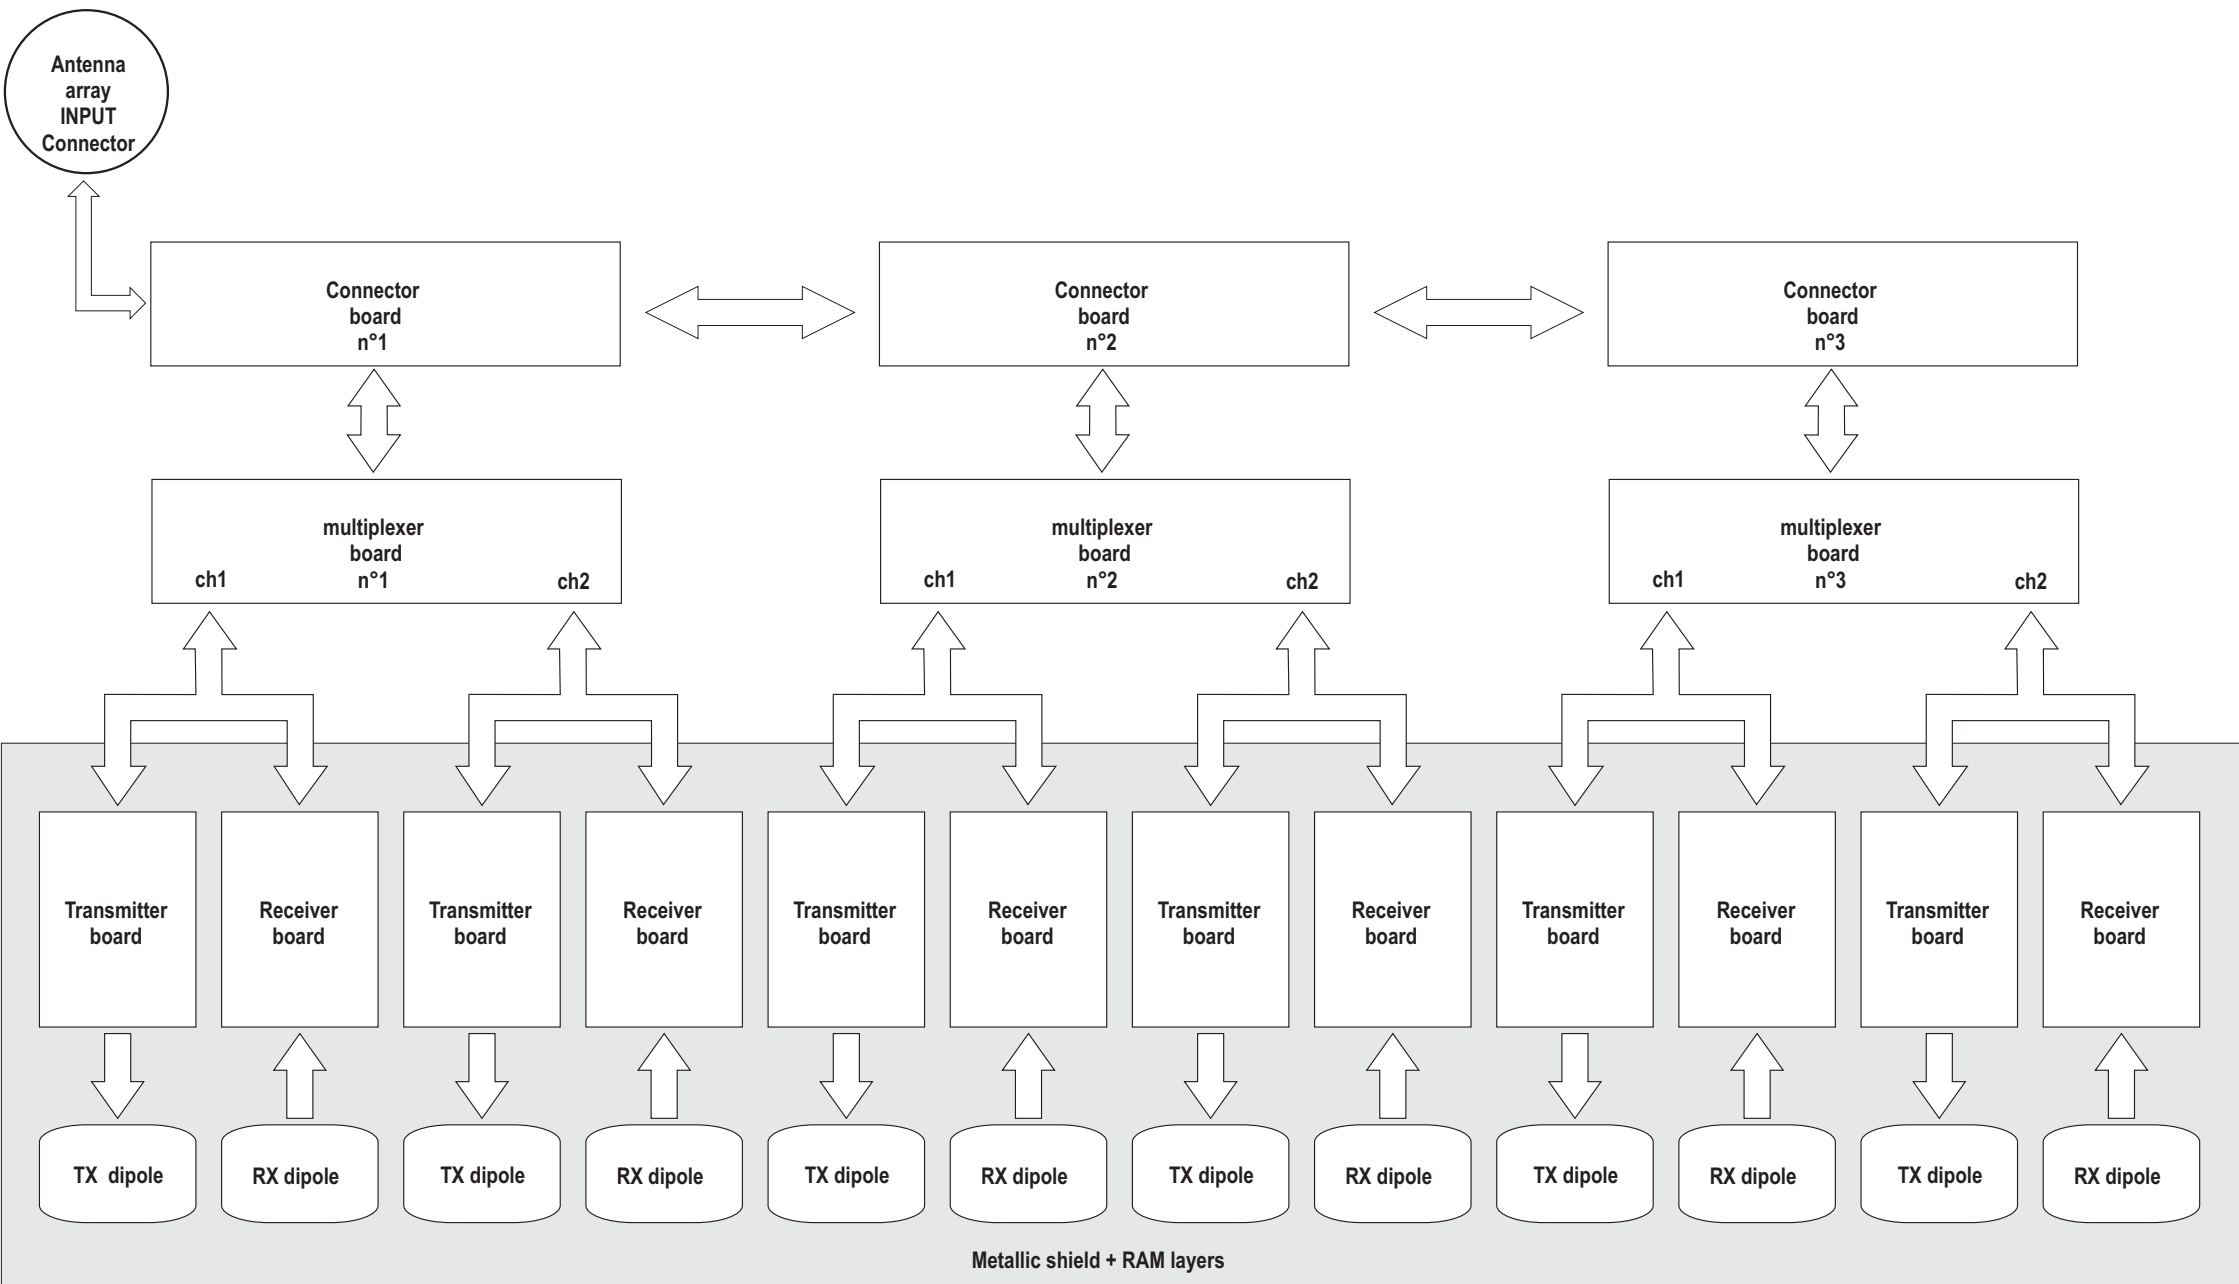 Antenna
array
INPUT
Connector
Connector
board
n°1
Connector
board
n°2
Connector
board
n°3
multiplexer
board
n°1
ch1
ch2
multiplexer
board
n°2
ch1
ch2
multiplexer
board
n°3
ch1
ch2
Transmitter
board
Receiver
board
Transmitter
board
Receiver
board
Transmitter
board
Receiver
board
Transmitter
board
Receiver
board
Transmitter
board
Receiver
board
Transmitter
board
Receiver
board
TX dipole
RX dipole
TX dipole
RX dipole
TX dipole
RX dipole
TX dipole
RX dipole
TX dipole
RX dipole
TX dipole
RX dipole
Metallic shield + RAM layers